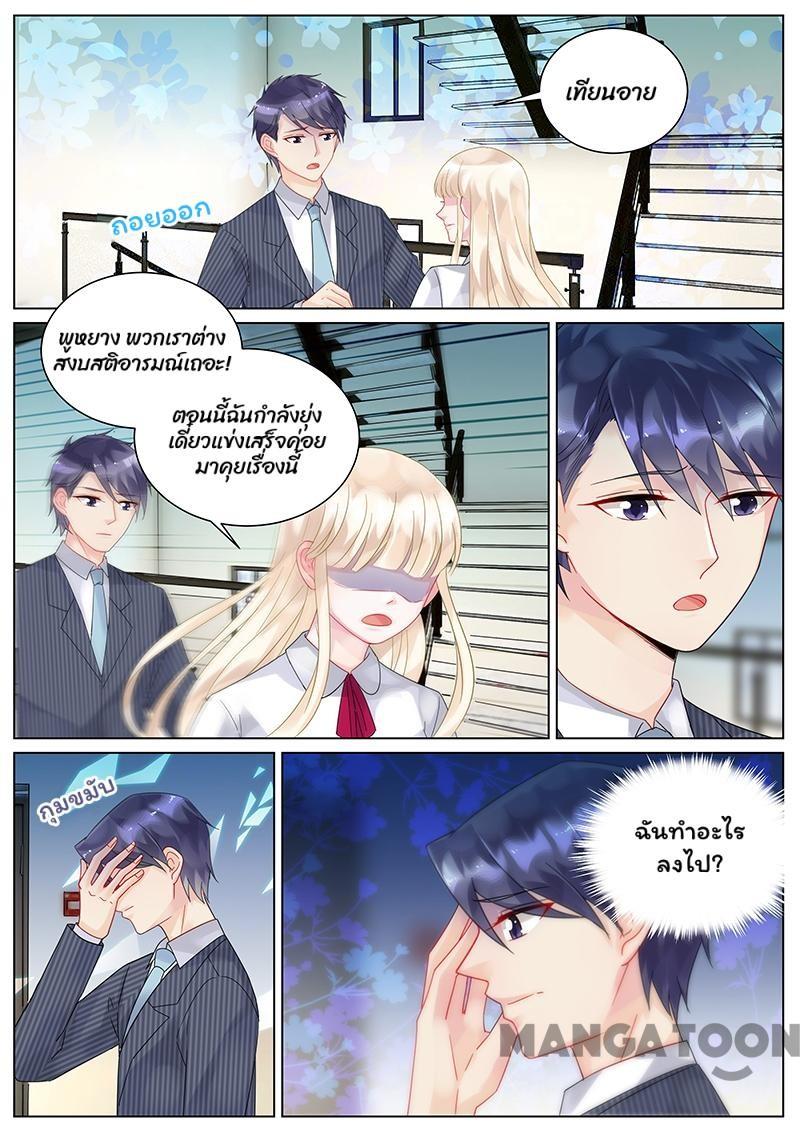 เทียนอาย
ถอยออก
พูหยาง พวกเราต่าง
สงบสติอารมณ์เถอะ!
ตอนนี้ฉันกำลังยุ่ง
เดี๋ยวแข่งเสร็จค่อย
มาคุยเรื่องนี้
กุมขมับ
ฉันทำอะไร
ลงไป?
MANGATOON